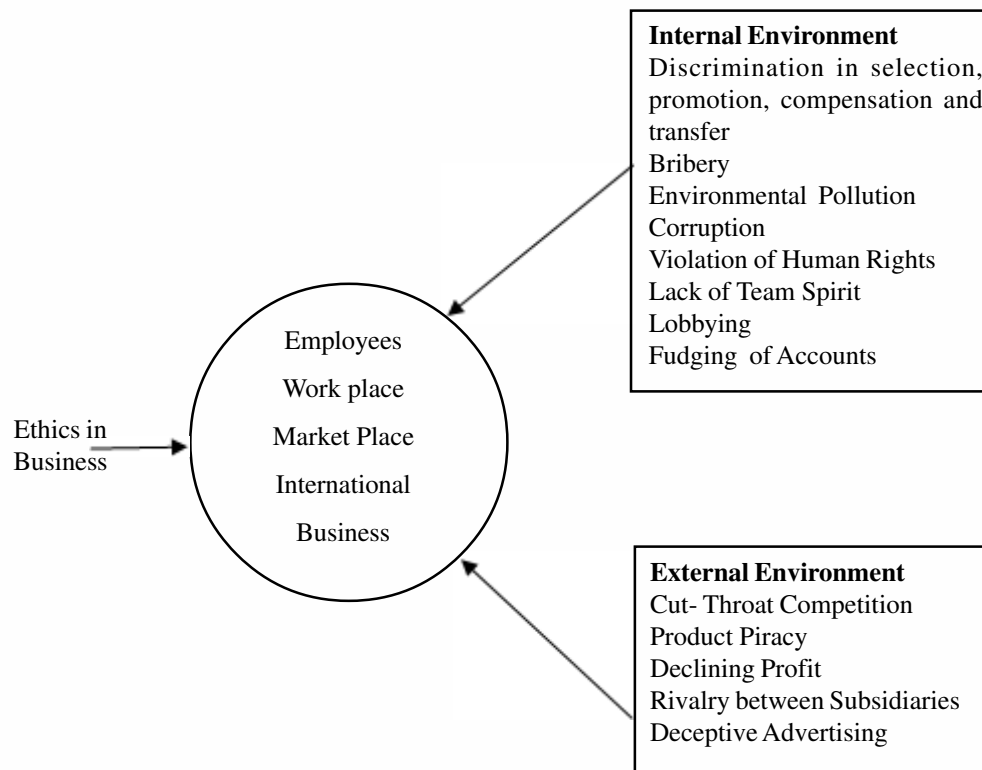 Internal Environment
Discrimination in selection,
promotion, compensation and
transfer
Bribery
Environmental Pollution
Corruption
Violation of Human Rights
Lack of Team Spirit
Lobbying
Fudging of Accounts
Employees
Work place
Market Place
International
Business
Ethics in
Business
External Environment
Cut- Throat Competition
Product Piracy
Declining Profit
Rivalry between Subsidiaries
Deceptive Advertising